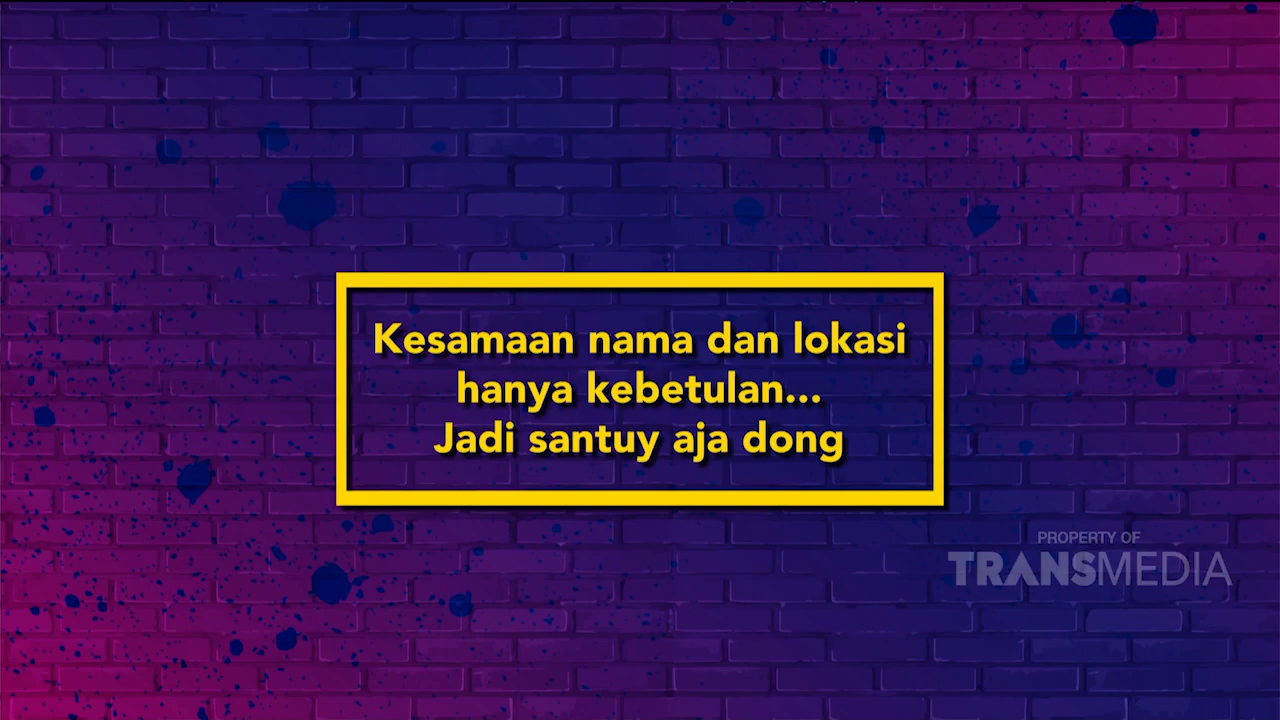 Kesamaan nama dan lokasi
hanya kebetulan...
Jadi santuy aja dong
PROPERTY OF
TRANSMEDIA